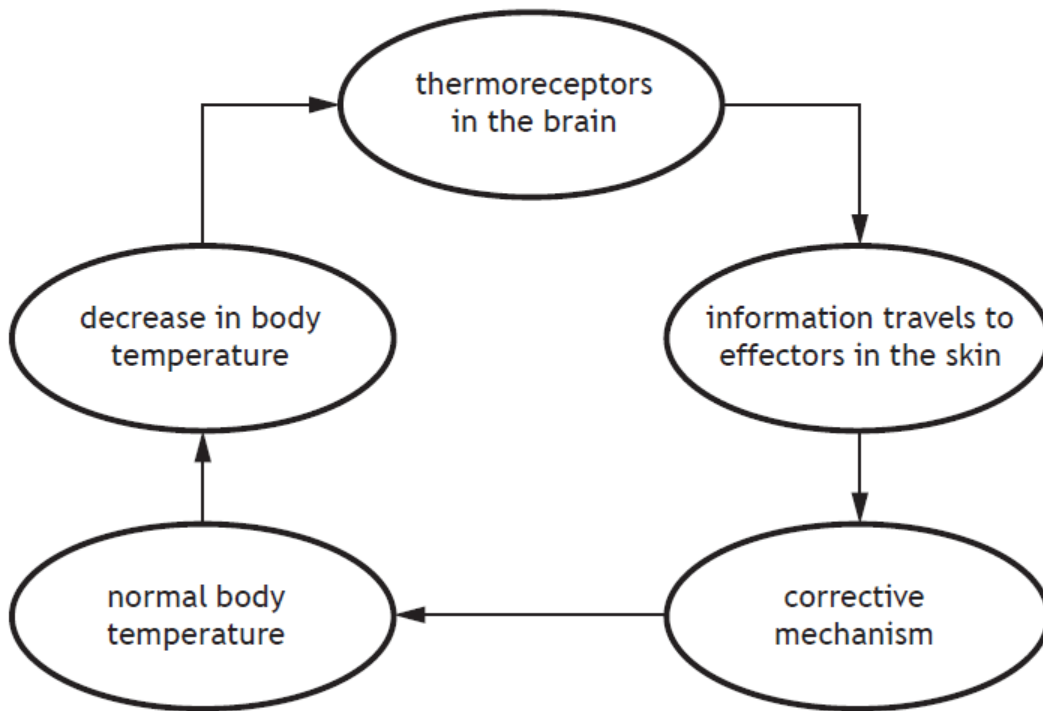 thermoreceptors
in the brain
information travels to
effectors in the skin
corrective
mechanism
normal body
temperature
decrease in body
temperature